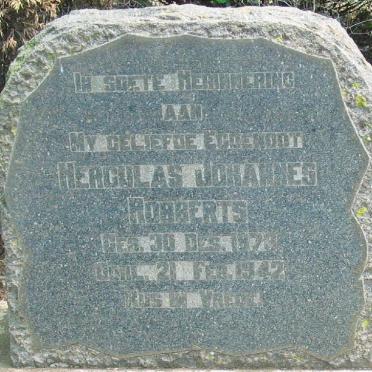 IN SOETE HERINNERING
AAN
MY GELIEFDE EGGENOOT
HERCULAS JOHANNES
ROBBERTS
GEB. 30 DES. 1873
OORL. 21 FEB. 1942
RUS IN VREDE